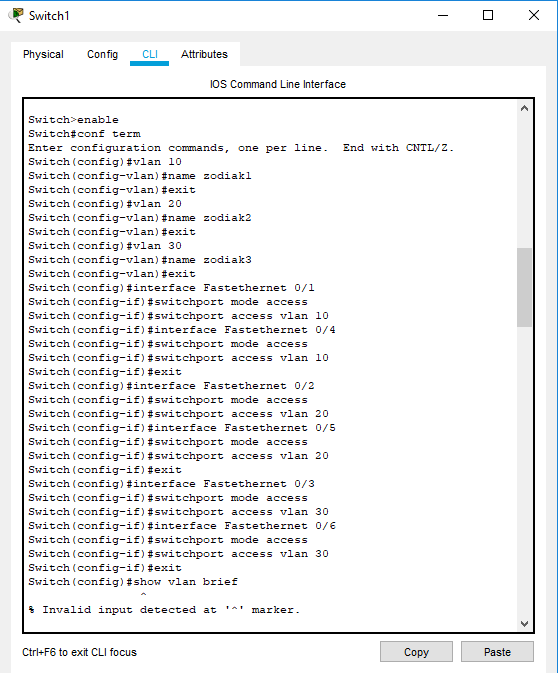 Switch1
Physical Config CLI Attributes
IOS Command Line Interface
Switch>enable
Switch#conf term
Enter configuration commands, one per line.  End with CNTL/Z.
Switch(config)#vlan 10
Switch(config-vlan)#name zodiak1
Switch(config-vlan)#exit
Switch(config)#vlan 20
Switch(config-vlan)#name zodiak2
Switch(config-vlan)#exit
Switch(config)#vlan 30
Switch(config-vlan)#name zodiak3
Switch(config-vlan)#exit
Switch(config)#interface Fastethernet 0/1
Switch(config-if)#switchport mode access
Switch(config-if)#switchport access vlan 10
Switch(config-if)#interface Fastethernet 0/4
Switch(config-if)#switchport mode access
Switch(config-if)#switchport access vlan 10
Switch(config-if)#exit
Switch(config)#interface Fastethernet 0/2
Switch(config-if)#switchport mode access
Switch(config-if)#switchport access vlan 20
Switch(config-if)#interface Fastethernet 0/5
Switch(config-if)#switchport mode access
Switch(config-if)#switchport access vlan 20
Switch(config-if)#exit
Switch(config)#interface Fastethernet 0/3
Switch(config-if)#switchport mode access
Switch(config-if)#switchport access vlan 30
Switch(config-if)#interface Fastethernet 0/6
Switch(config-if)#switchport mode access
Switch(config-if)#switchport access vlan 30
Switch(config-if)#exit
Switch(config)#show vlan brief
^
% Invalid input detected at '^' marker.
Ctrl+F6 to exit CLI focus Copy Paste